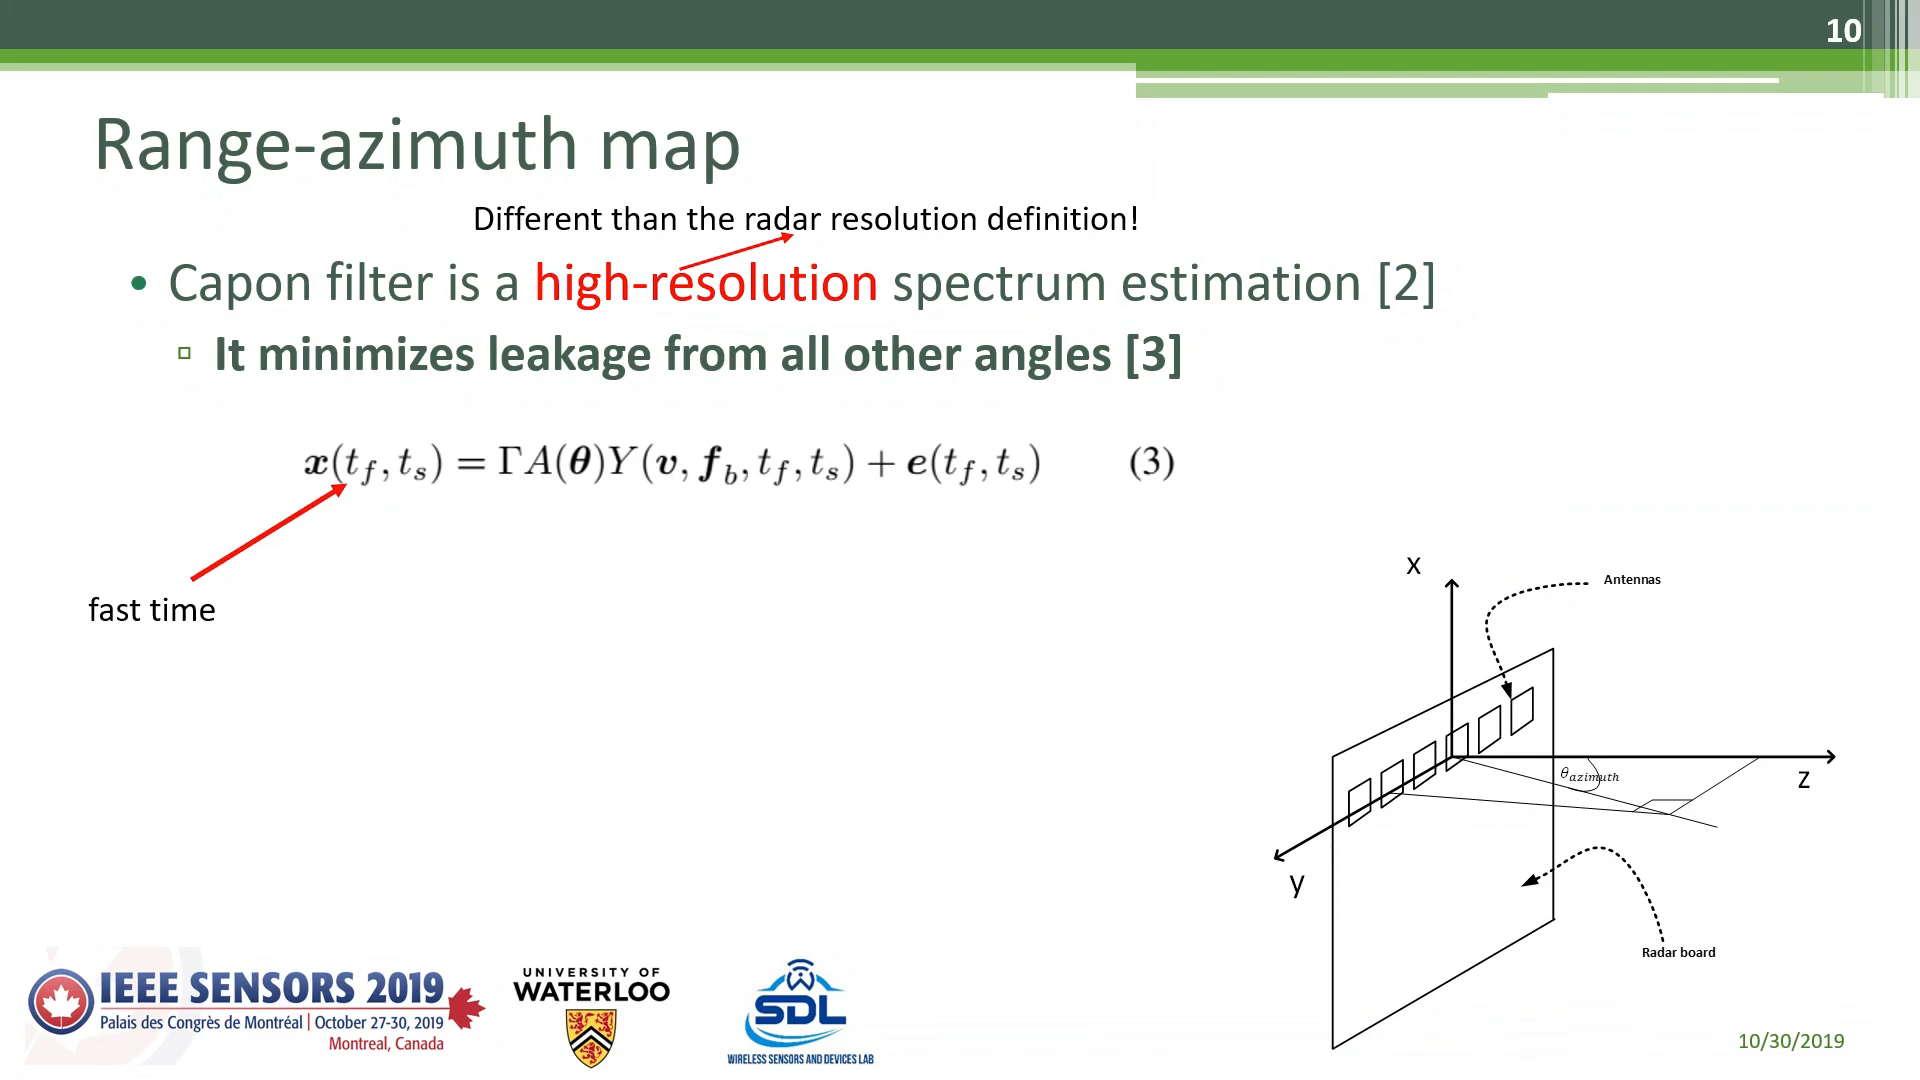 10
Range-azimuth map
Different than the radar resolution definition!
• Capon filter is a high-resolution spectrum estimation [2]
▫ It minimizes leakage from all other angles [3]
x(t_f, t_s) = ΓA(θ)Y(v, f_b, t_f, t_s) + e(t_f, t_s) (3)
fast time
x
Antennas
θ_azimuth
z
y
Radar board
IEEE SENSORS 2019
Palais des Congrès de Montréal | October 27-30, 2019
Montreal, Canada
UNIVERSITY OF
WATERLOO
SDL
WIRELESS SENSORS AND DEVICES LAB
10/30/2019